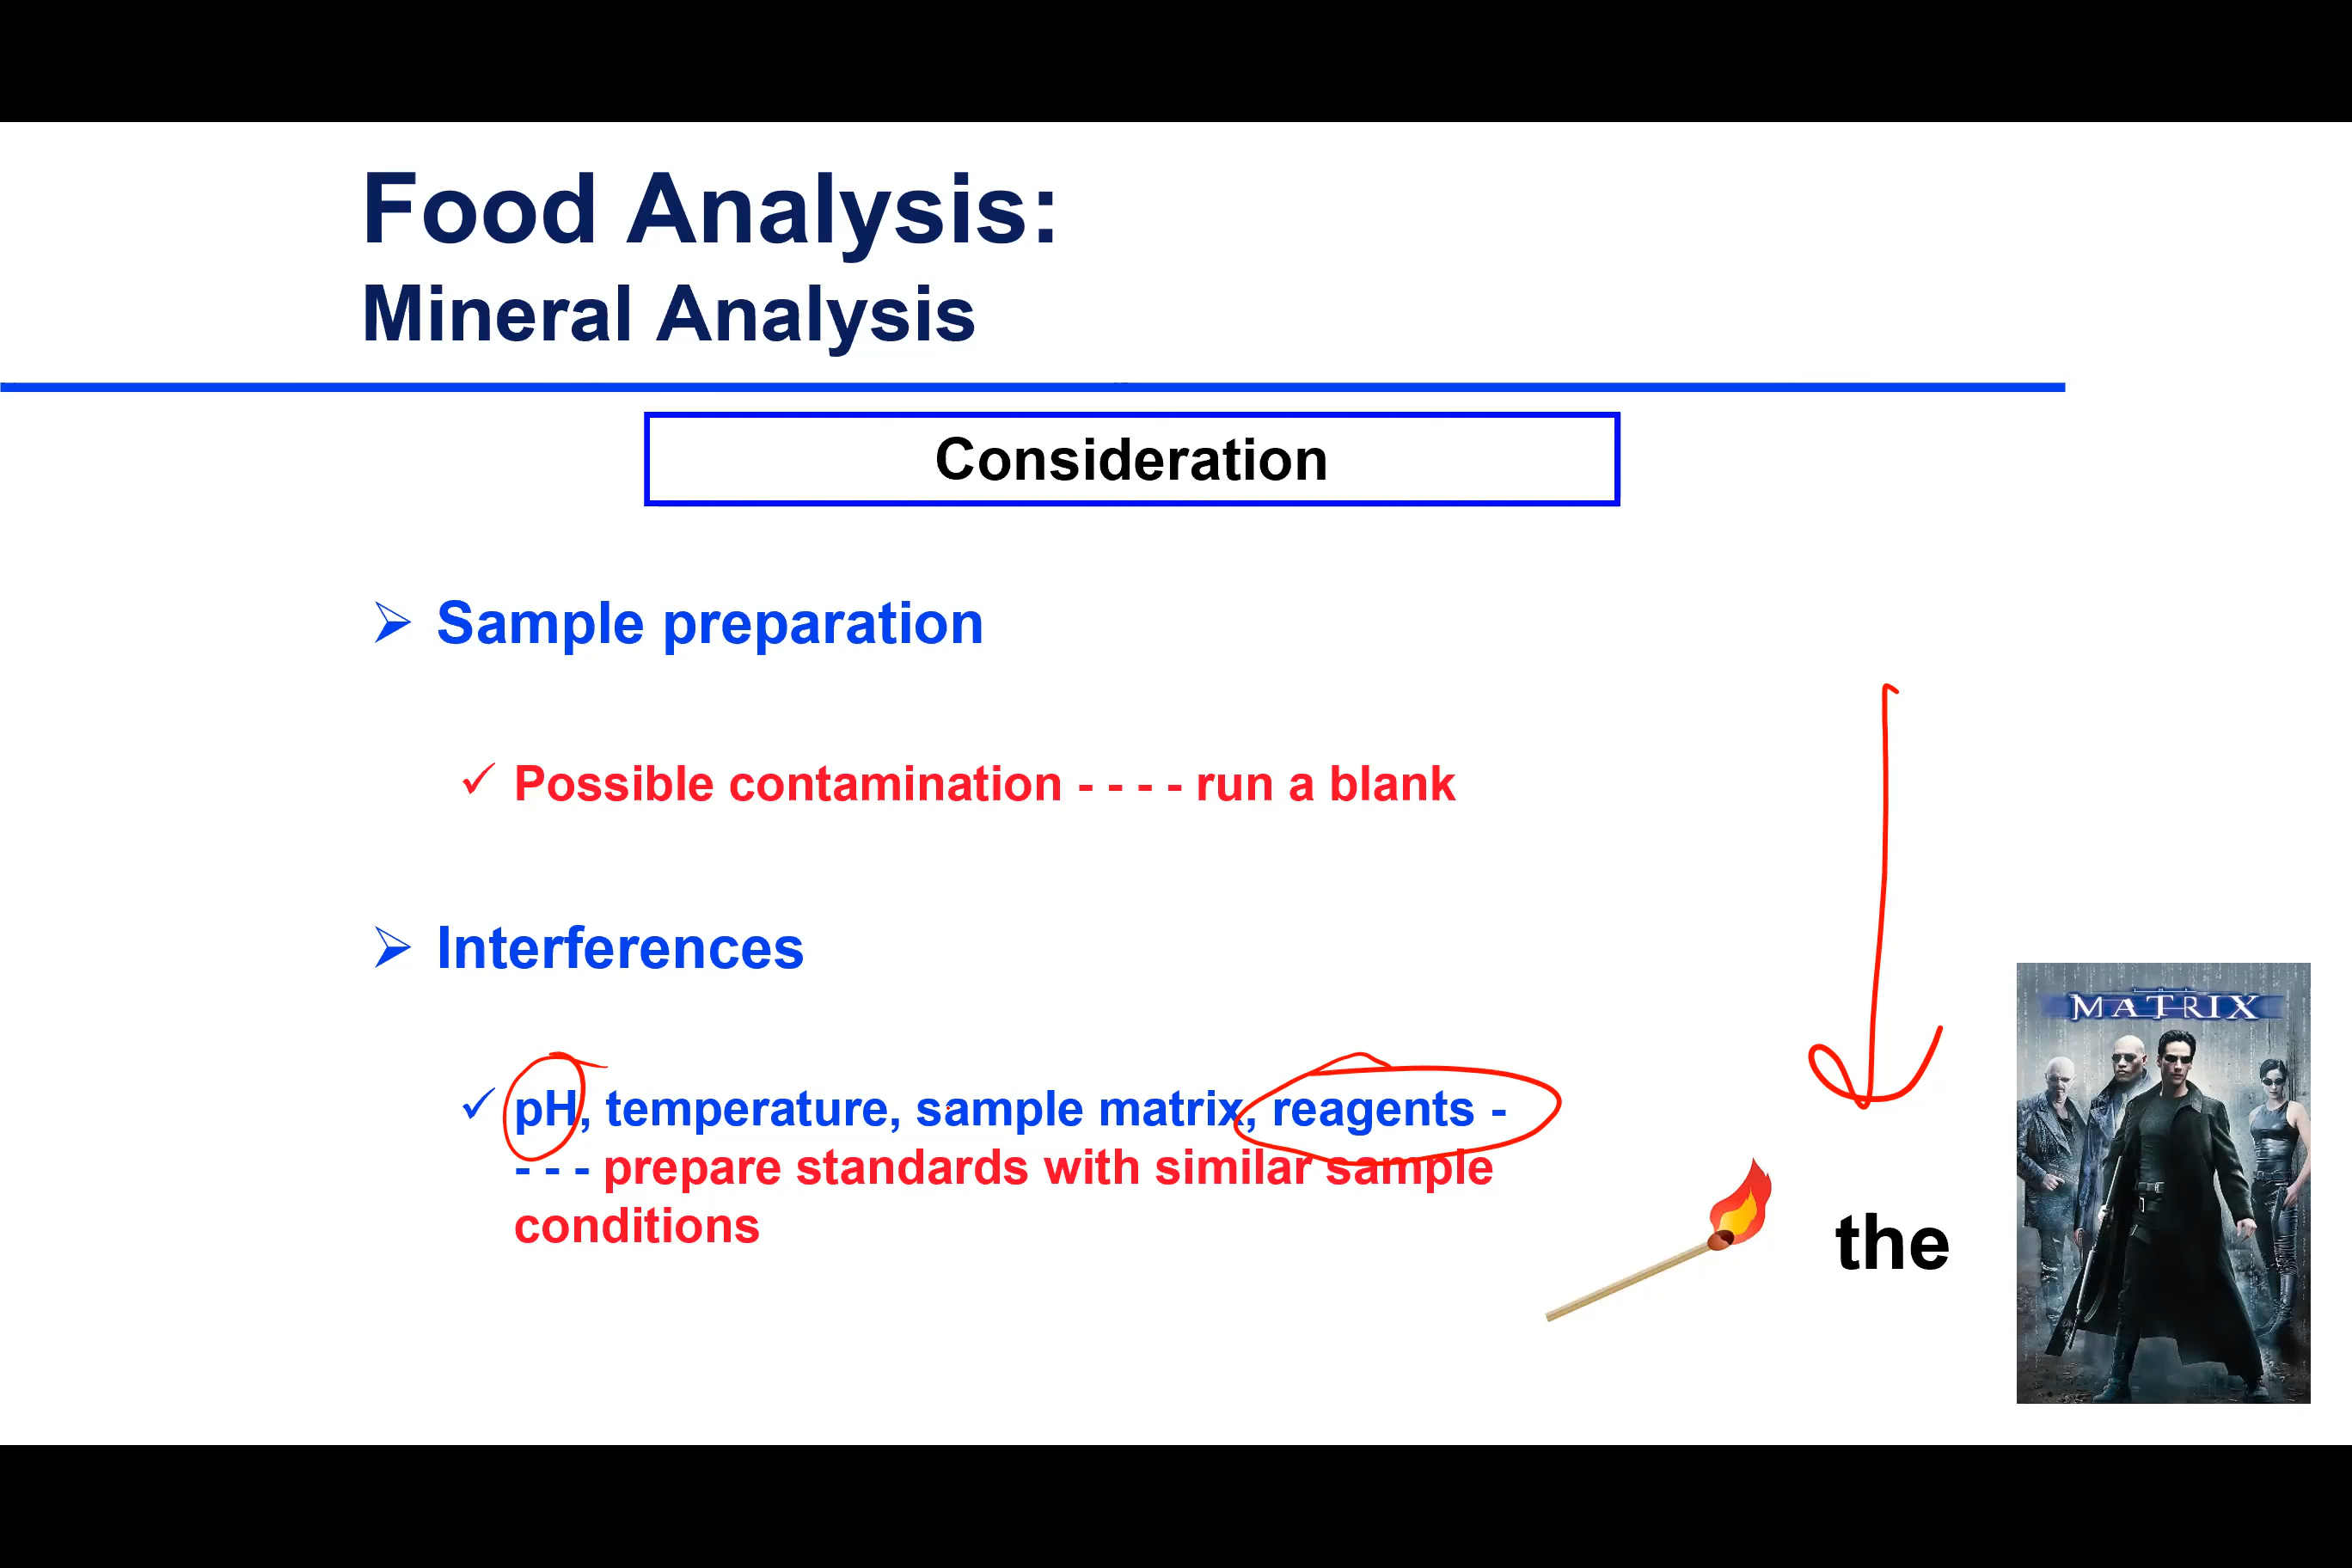 Food Analysis:
Mineral Analysis
Consideration
Sample preparation
Possible contamination - - - - run a blank
Interferences
pH, temperature, sample matrix, reagents -
- - - prepare standards with similar sample
conditions
the
THE
MATRIX